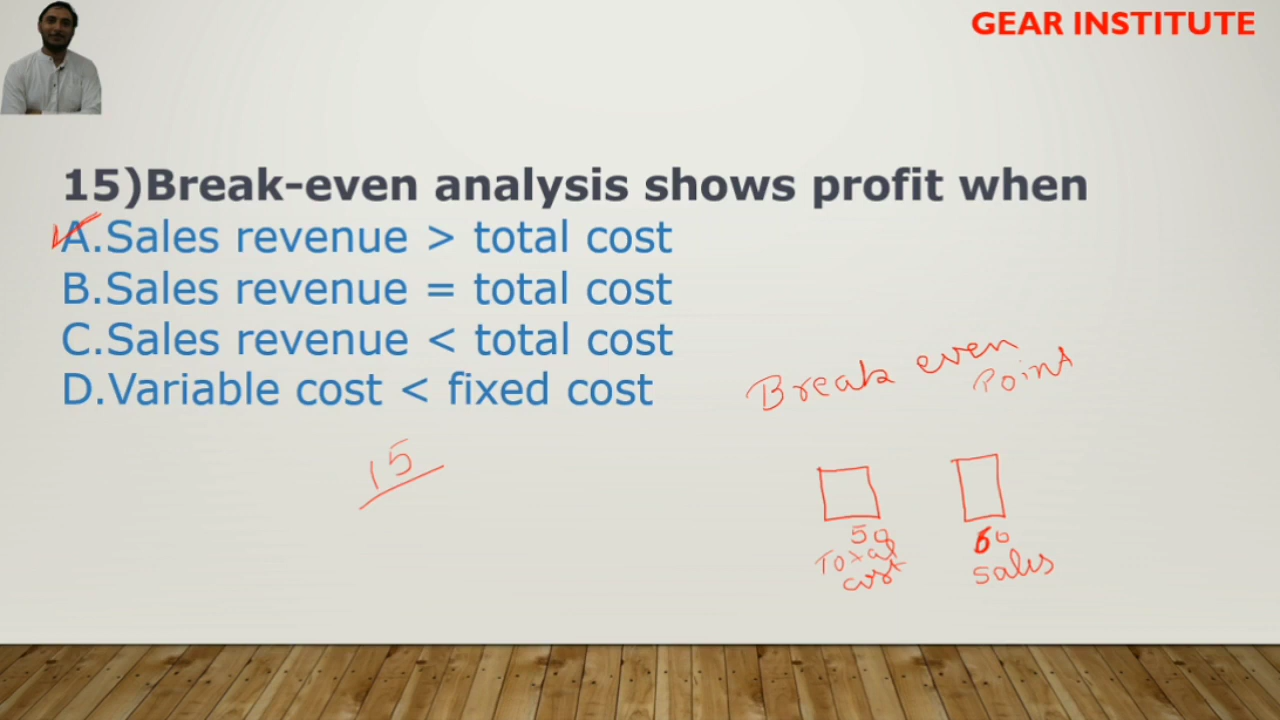 GEAR INSTITUTE
15)Break-even analysis shows profit when
A.Sales revenue > total cost
B.Sales revenue = total cost
C.Sales revenue < total cost
D.Variable cost < fixed cost
Break even
Point
15
50
60
Total
cost
Sales